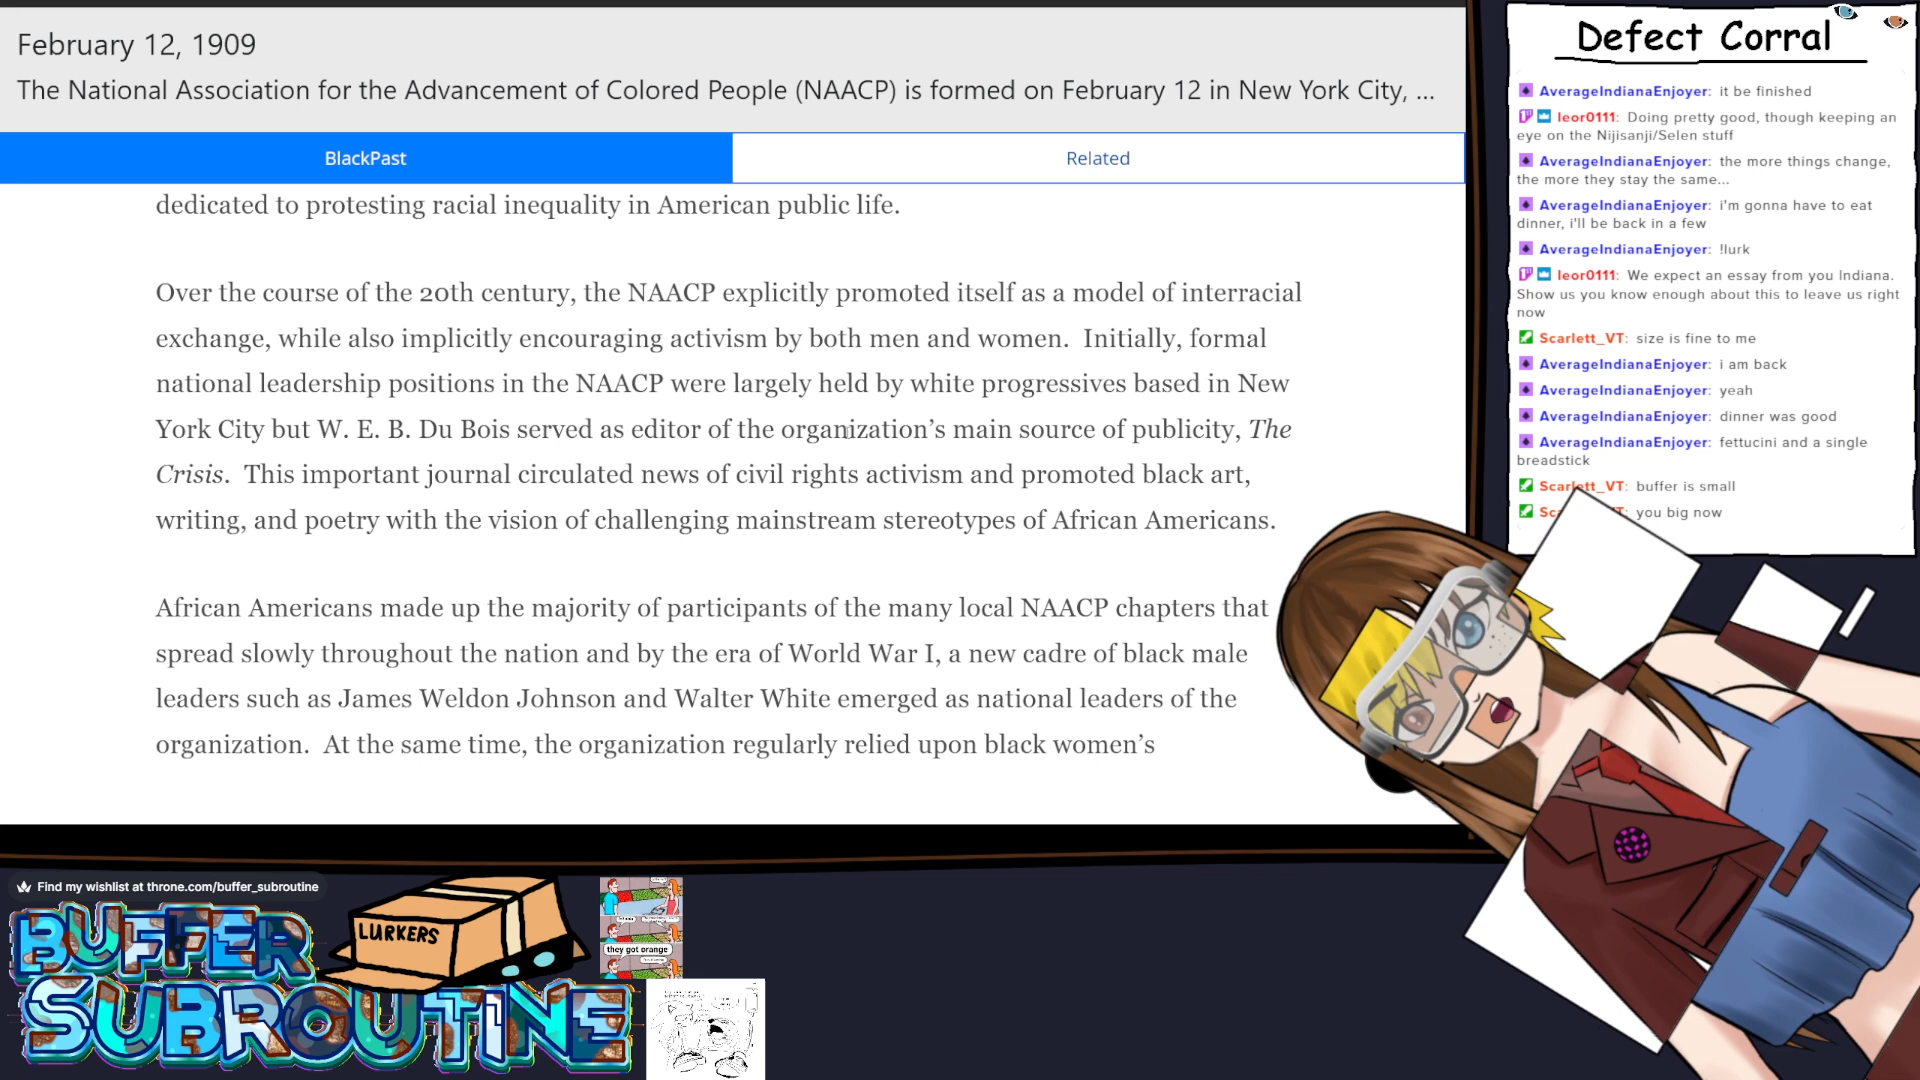 February 12, 1909
The National Association for the Advancement of Colored People (NAACP) is formed on February 12 in New York City, ...
BlackPast
Related
dedicated to protesting racial inequality in American public life.
Over the course of the 20th century, the NAACP explicitly promoted itself as a model of interracial
exchange, while also implicitly encouraging activism by both men and women.  Initially, formal
national leadership positions in the NAACP were largely held by white progressives based in New
York City but W. E. B. Du Bois served as editor of the organization's main source of publicity, The
Crisis.  This important journal circulated news of civil rights activism and promoted black art,
writing, and poetry with the vision of challenging mainstream stereotypes of African Americans.
African Americans made up the majority of participants of the many local NAACP chapters that
spread slowly throughout the nation and by the era of World War I, a new cadre of black male
leaders such as James Weldon Johnson and Walter White emerged as national leaders of the
organization.  At the same time, the organization regularly relied upon black women's
Defect Corral
AverageIndianaEnjoyer: it be finished
leor0111: Doing pretty good, though keeping an
eye on the Nijisanji/Selen stuff
AverageIndianaEnjoyer: the more things change,
the more they stay the same...
AverageIndianaEnjoyer: i'm gonna have to eat
dinner, i'll be back in a few
AverageIndianaEnjoyer: !lurk
leor0111: We expect an essay from you Indiana.
Show us you know enough about this to leave us right
now
Scarlett_VT: size is fine to me
AverageIndianaEnjoyer: i am back
AverageIndianaEnjoyer: yeah
AverageIndianaEnjoyer: dinner was good
AverageIndianaEnjoyer: fettucini and a single
breadstick
Scarlett_VT: buffer is small
you big now
Find my wishlist at throne.com/buffer_subroutine
BUFFER
SUBROUTINE
LURKERS
they got orange